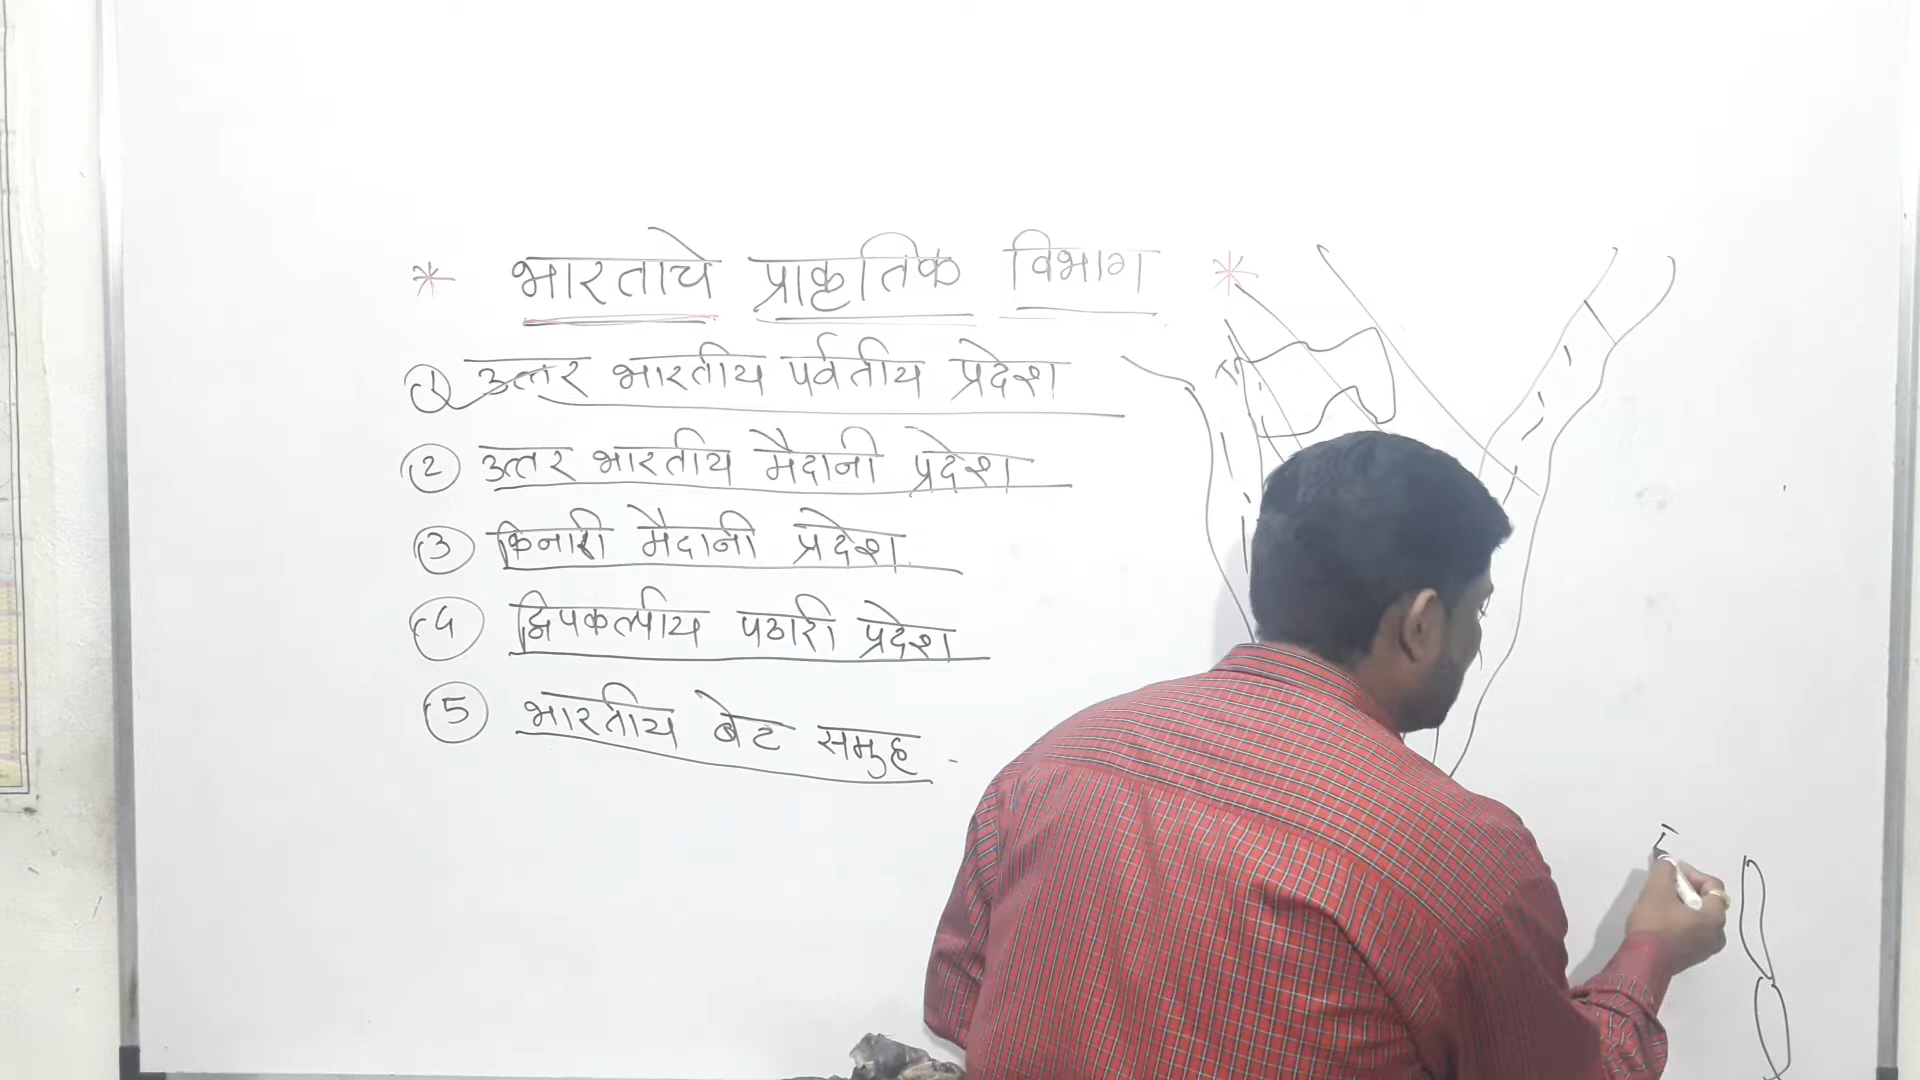 * भारताचे प्राकृतिक विभाग *
① उत्तर भारतीय पर्वतीय प्रदेश
② उत्तर भारतीय मैदानी प्रदेश
③ किनारी मैदानी प्रदेश
④ द्विपकल्पीय पठारी प्रदेश
⑤ भारतीय बेट समुह